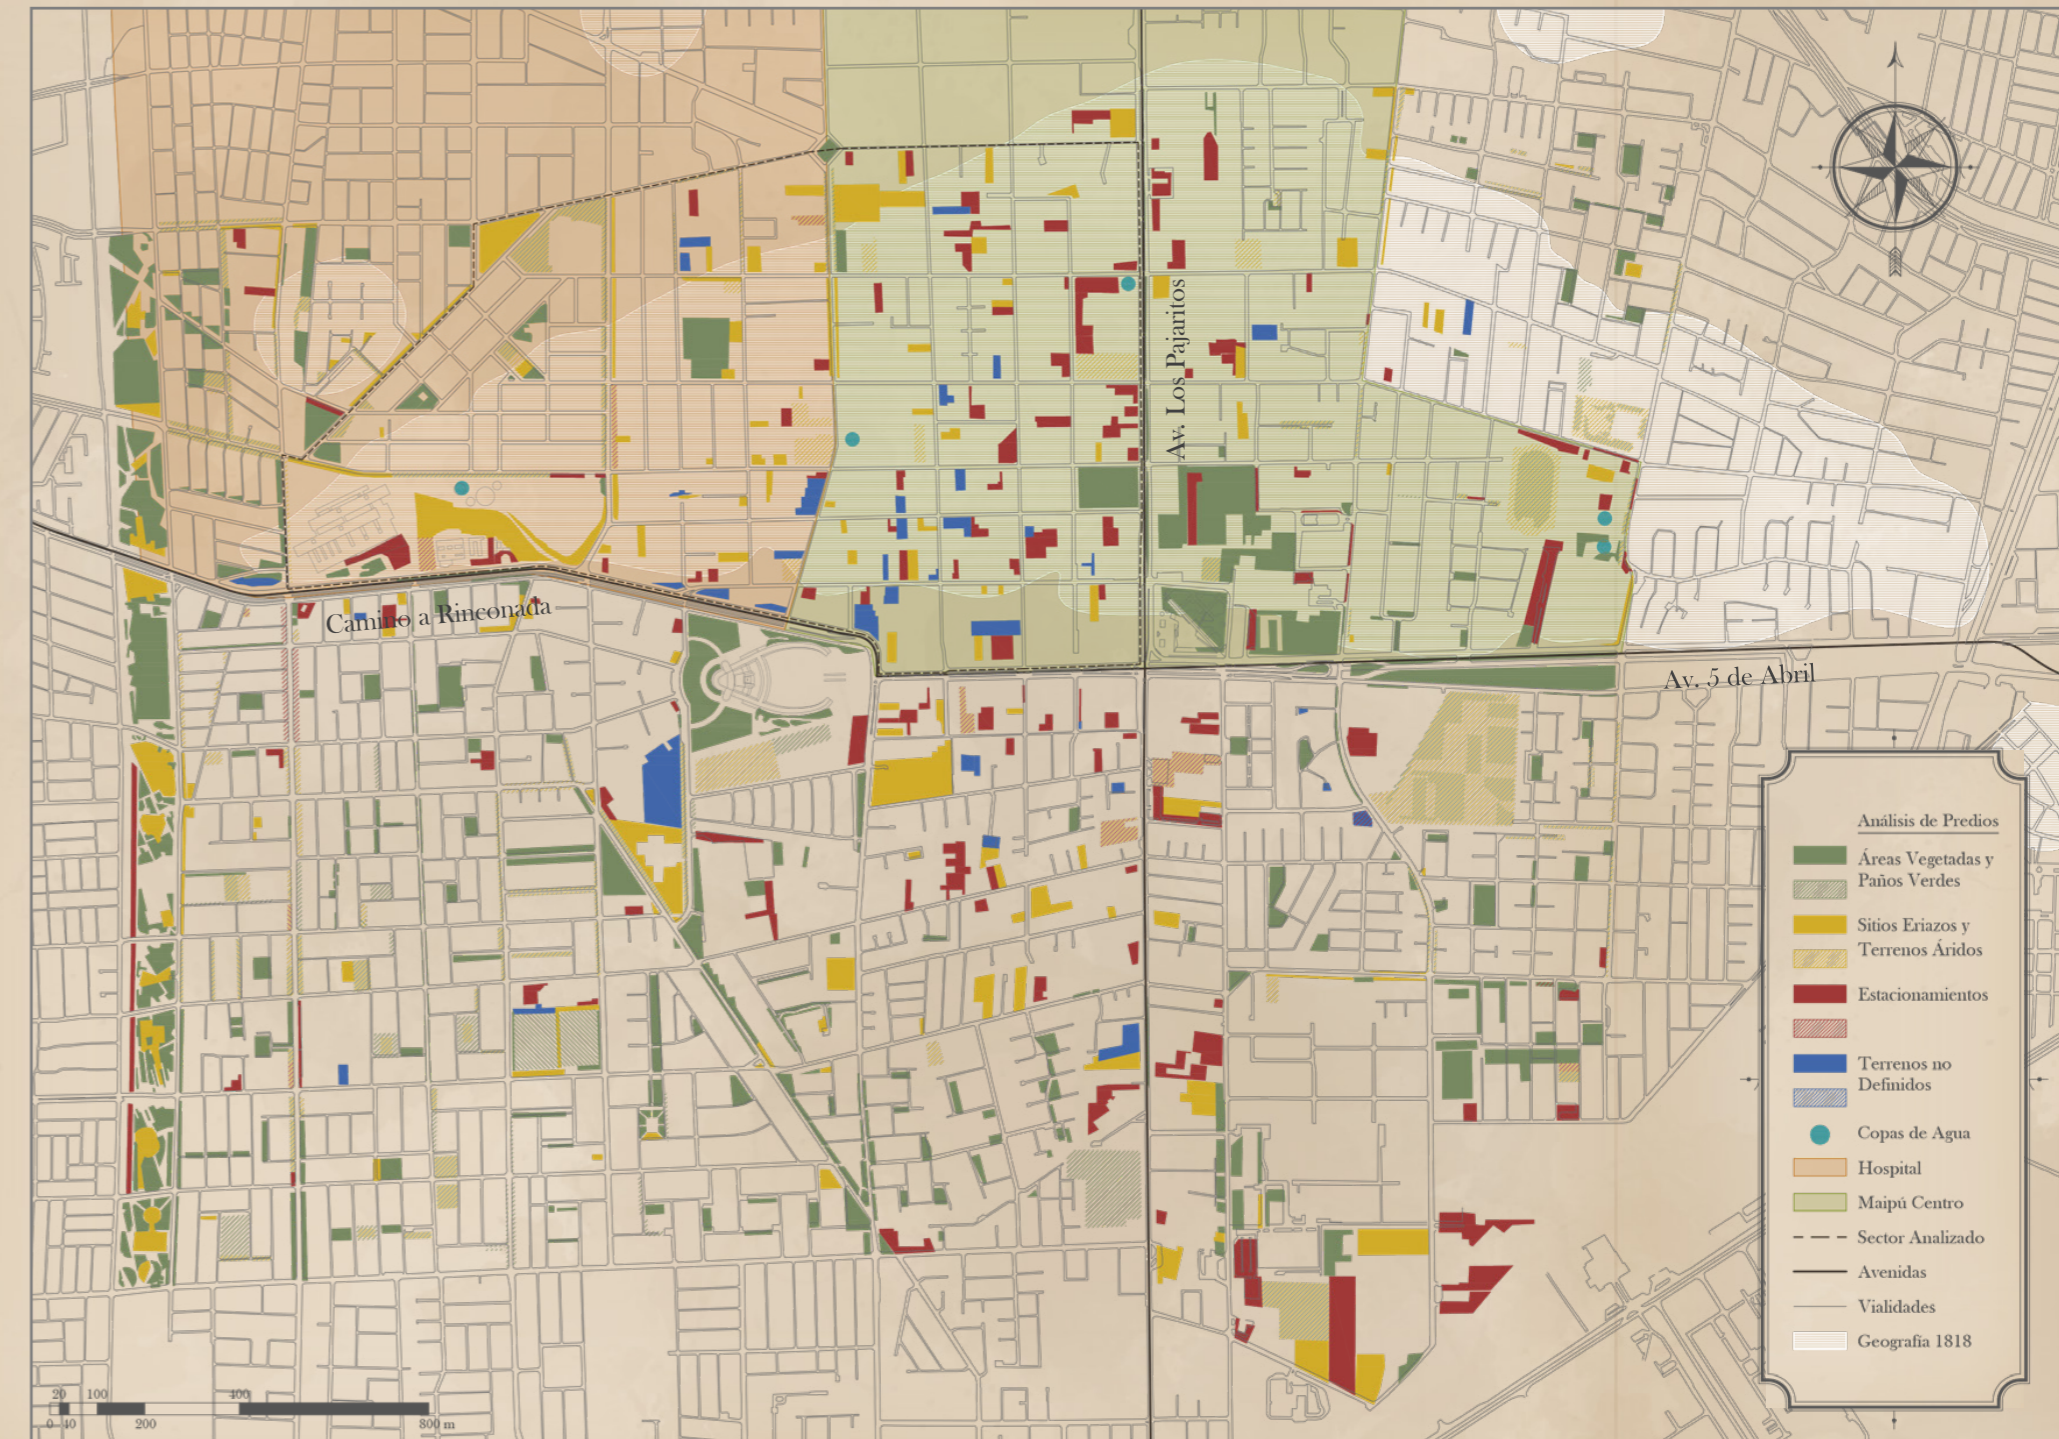 Av. Los Pajaritos
Camino a Rinconada
Av. 5 de Abril
Análisis de Predios
Áreas Vegetadas y
Paños Verdes
Sitios Eriazos y
Terrenos Áridos
Estacionamientos
Terrenos no
Definidos
Copas de Agua
Hospital
Maipú Centro
Sector Analizado
Avenidas
Vialidades
Geografía 1818
20 100 400
0 40 200 800 m